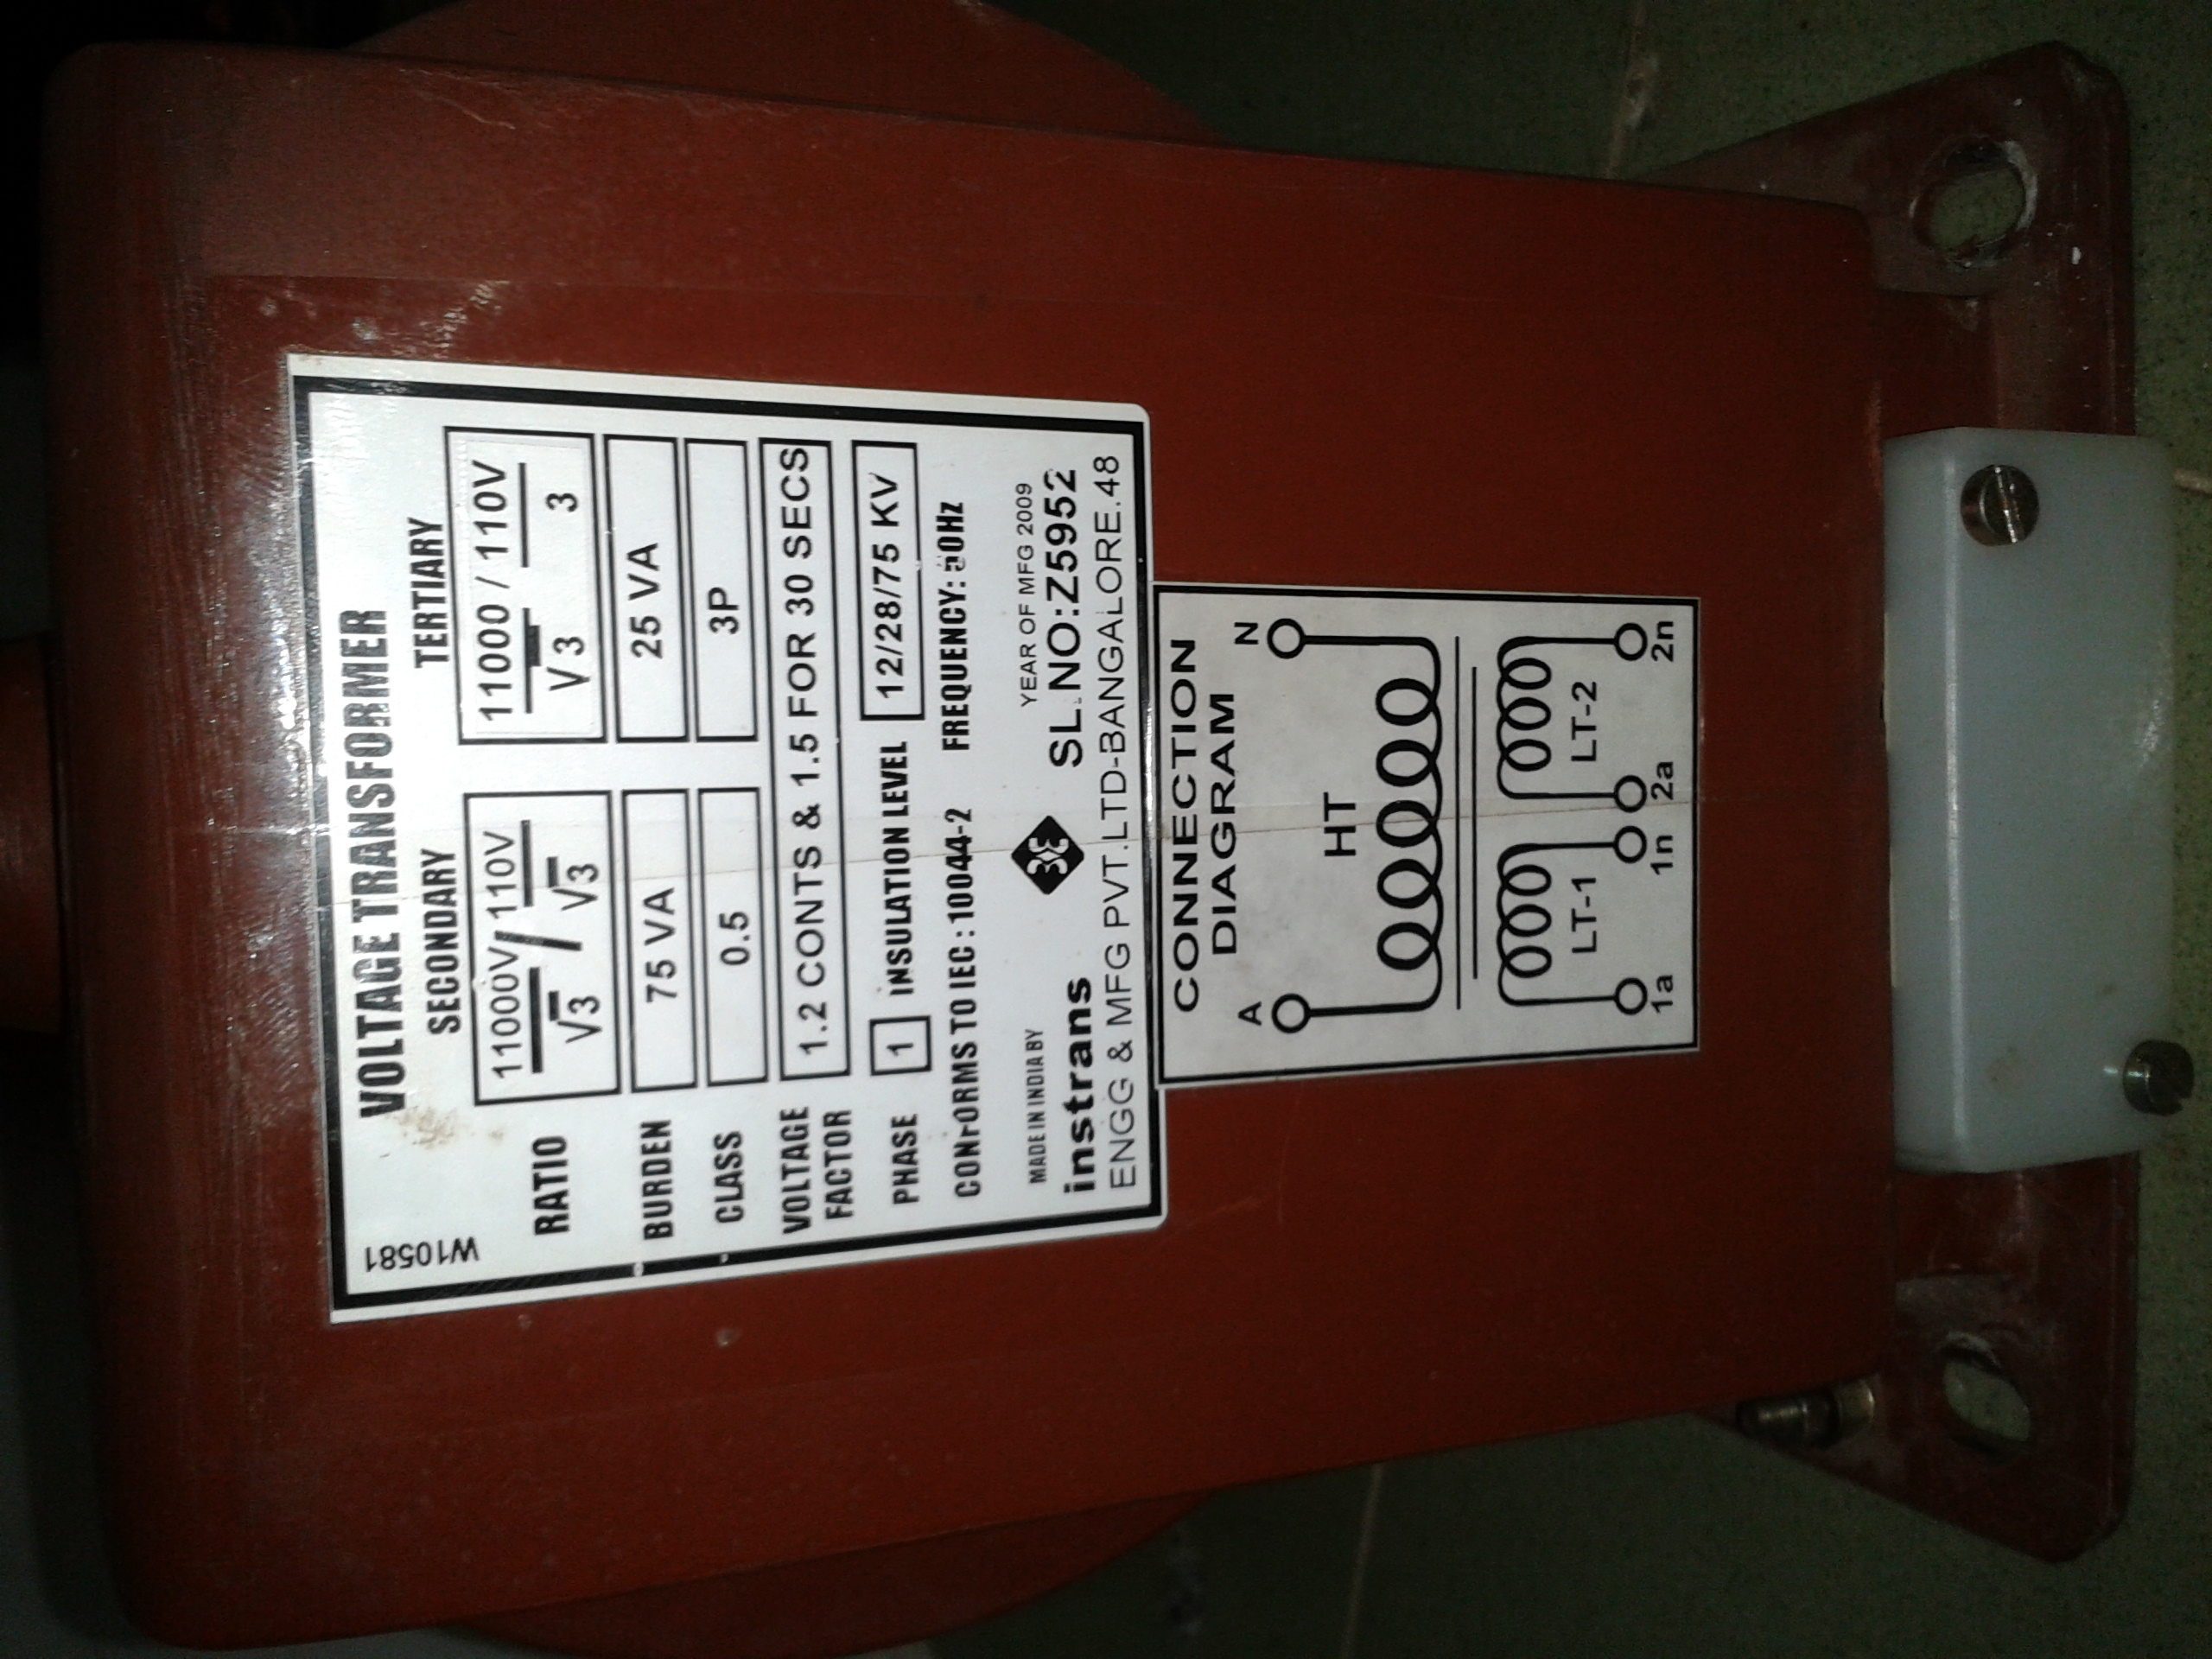 W10581
VOLTAGE TRANSFORMER
SECONDARY TERTIARY
RATIO 11000V/√3 / 110V/√3 11000/√3 / 110V/3
BURDEN 75 VA 25 VA
CLASS 0.5 3P
VOLTAGE FACTOR 1.2 CONTS & 1.5 FOR 30 SECS
PHASE 1 INSULATION LEVEL 12/28/75 KV
CONFORMS TO IEC : 10044-2 FREQUENCY:
MADE IN INDIA BY YEAR OF MFG 2009
instrans SL.NO:Z5952
ENGG & MFG PVT.LTD-BANGALORE.48
CONNECTION
DIAGRAM
A N
HT
LT-1 LT-2
1a 1n 2a 2n